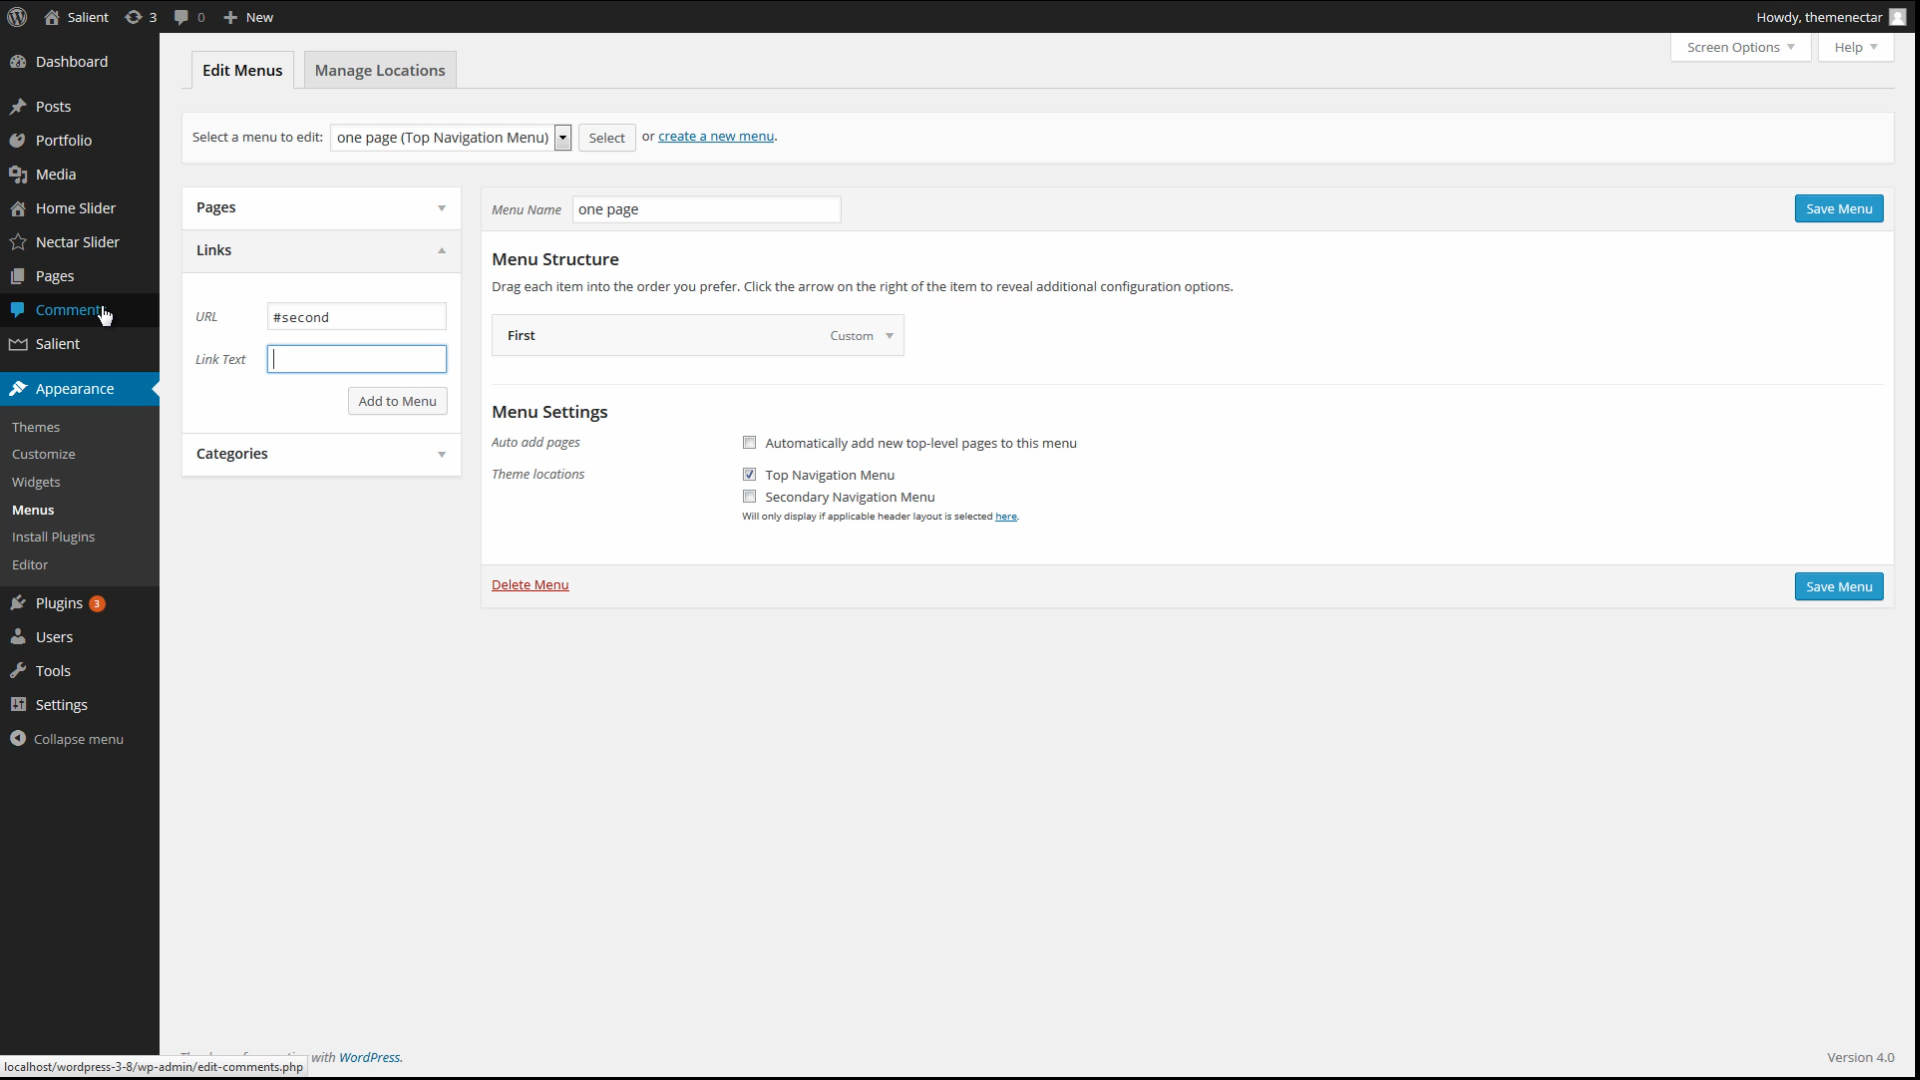 Salient 3 0 New Howdy, themenectar
Screen Options Help
Dashboard
Posts
Portfolio
Media
Home Slider
Nectar Slider
Pages
Comment
Salient
Appearance
Themes
Customize
Widgets
Menus
Install Plugins
Editor
Plugins 3
Users
Tools
Settings
Collapse menu
Edit Menus Manage Locations
Select a menu to edit: one page (Top Navigation Menu) Select or create a new menu.
Pages
Links
URL #second
Link Text
Add to Menu
Categories
Menu Name one page Save Menu
Menu Structure
Drag each item into the order you prefer. Click the arrow on the right of the item to reveal additional configuration options.
First Custom
Menu Settings
Auto add pages Automatically add new top-level pages to this menu
Theme locations Top Navigation Menu
Secondary Navigation Menu
Will only display if applicable header layout is selected here.
Delete Menu Save Menu
with WordPress. Version 4.0
localhost/wordpress-3-8/wp-admin/edit-comments.php